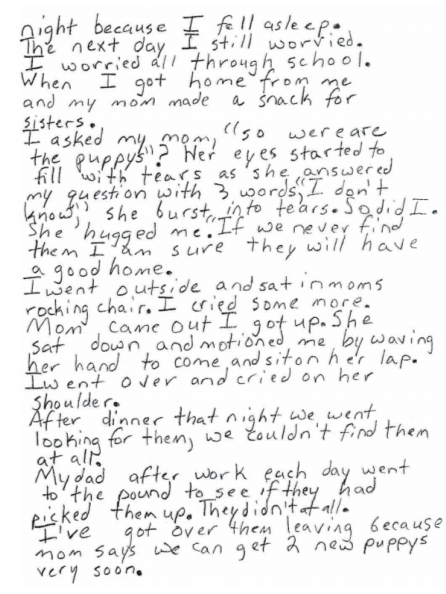 night because I fell asleep.
The next day I still worried.
I worried all through school.
When I got home from me
and my mom made a snack for
sisters.
I asked my mom, "so were are
the puppys"? Her eyes started to
fill with tears as she answered
my question with 3 words, "I don't
know" she burst into tears. So did I.
She hugged me. If we never find
them I am sure they will have
a good home.
I went outside and sat in moms
rocking chair. I cried some more.
Mom came out I got up. She
sat down and motioned me by waving
her hand to come and sit on her lap.
I went over and cried on her
shoulder.
After dinner that night we went
looking for them, we couldn't find them
at all.
My dad after work each day went
to the pound to see if they had
picked them up. They didn't at all.
I've got over them leaving because
mom says we can get 2 new puppys
very soon.